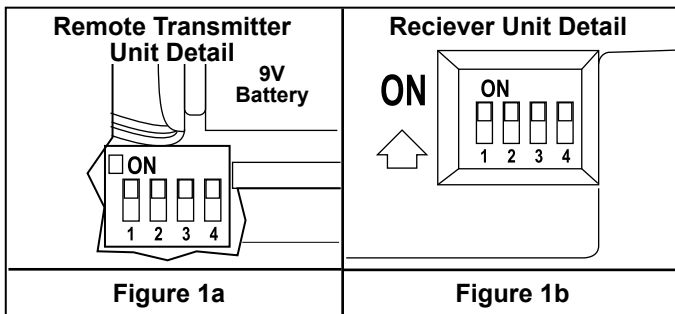 Remote Transmitter
Unit Detail
9V
Battery
ON
1 2 3 4
Figure 1a
Reciever Unit Detail
ON
ON
1 2 3 4
Figure 1b